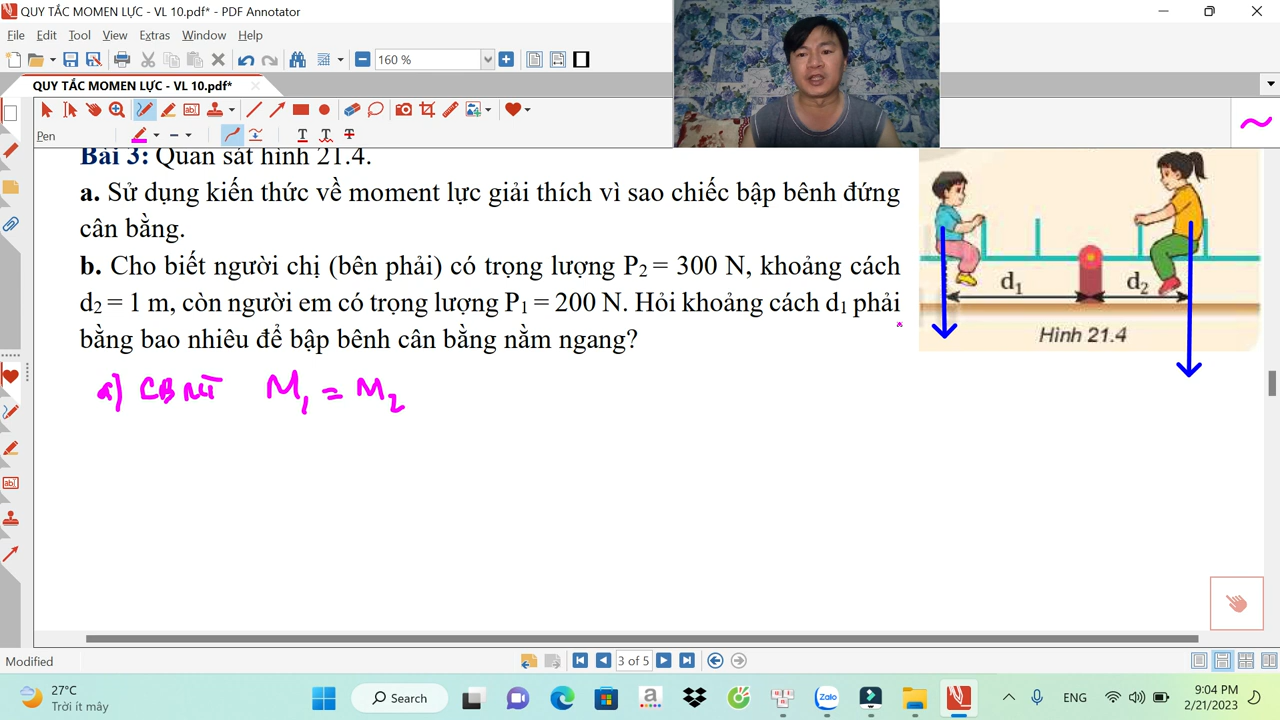 QUY TẮC MOMEN LỰC - VL 10.pdf* - PDF Annotator
File Edit Tool View Extras Window Help
160 %
QUY TẮC MOMEN LỰC - VL 10.pdf*
Pen
Bài 3: Quan sát hình 21.4.
a. Sử dụng kiến thức về moment lực giải thích vì sao chiếc bập bênh đứng
cân bằng.
b. Cho biết người chị (bên phải) có trọng lượng P2 = 300 N, khoảng cách
d2 = 1 m, còn người em có trọng lượng P1 = 200 N. Hỏi khoảng cách d1 phải
bằng bao nhiêu để bập bênh cân bằng nằm ngang?
d1 d2
Hình 21.4
a) CBNT M1 = M2
Modified
3 of 5
27°C
Trời ít mây
Search
Zalo
ENG
9:04 PM
2/21/2023